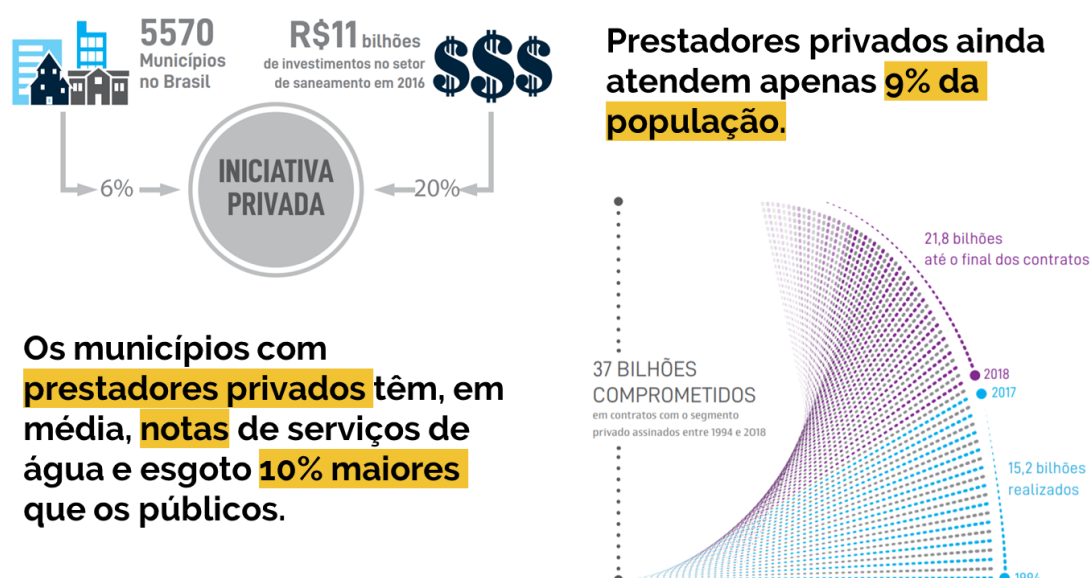 5570
Municípios
no Brasil
R$11 bilhões
de investimentos no setor
de saneamento em 2016
$$$
6%
INICIATIVA
PRIVADA
20%
Os municípios com
prestadores privados têm, em
média, notas de serviços de
água e esgoto 10% maiores
que os públicos.
Prestadores privados ainda
atendem apenas 9% da
população.
21,8 bilhões
até o final dos contratos
37 BILHÕES
COMPROMETIDOS
em contratos com o segmento
privado assinados entre 1994 e 2018
2018
2017
15,2 bilhões
realizados
1994